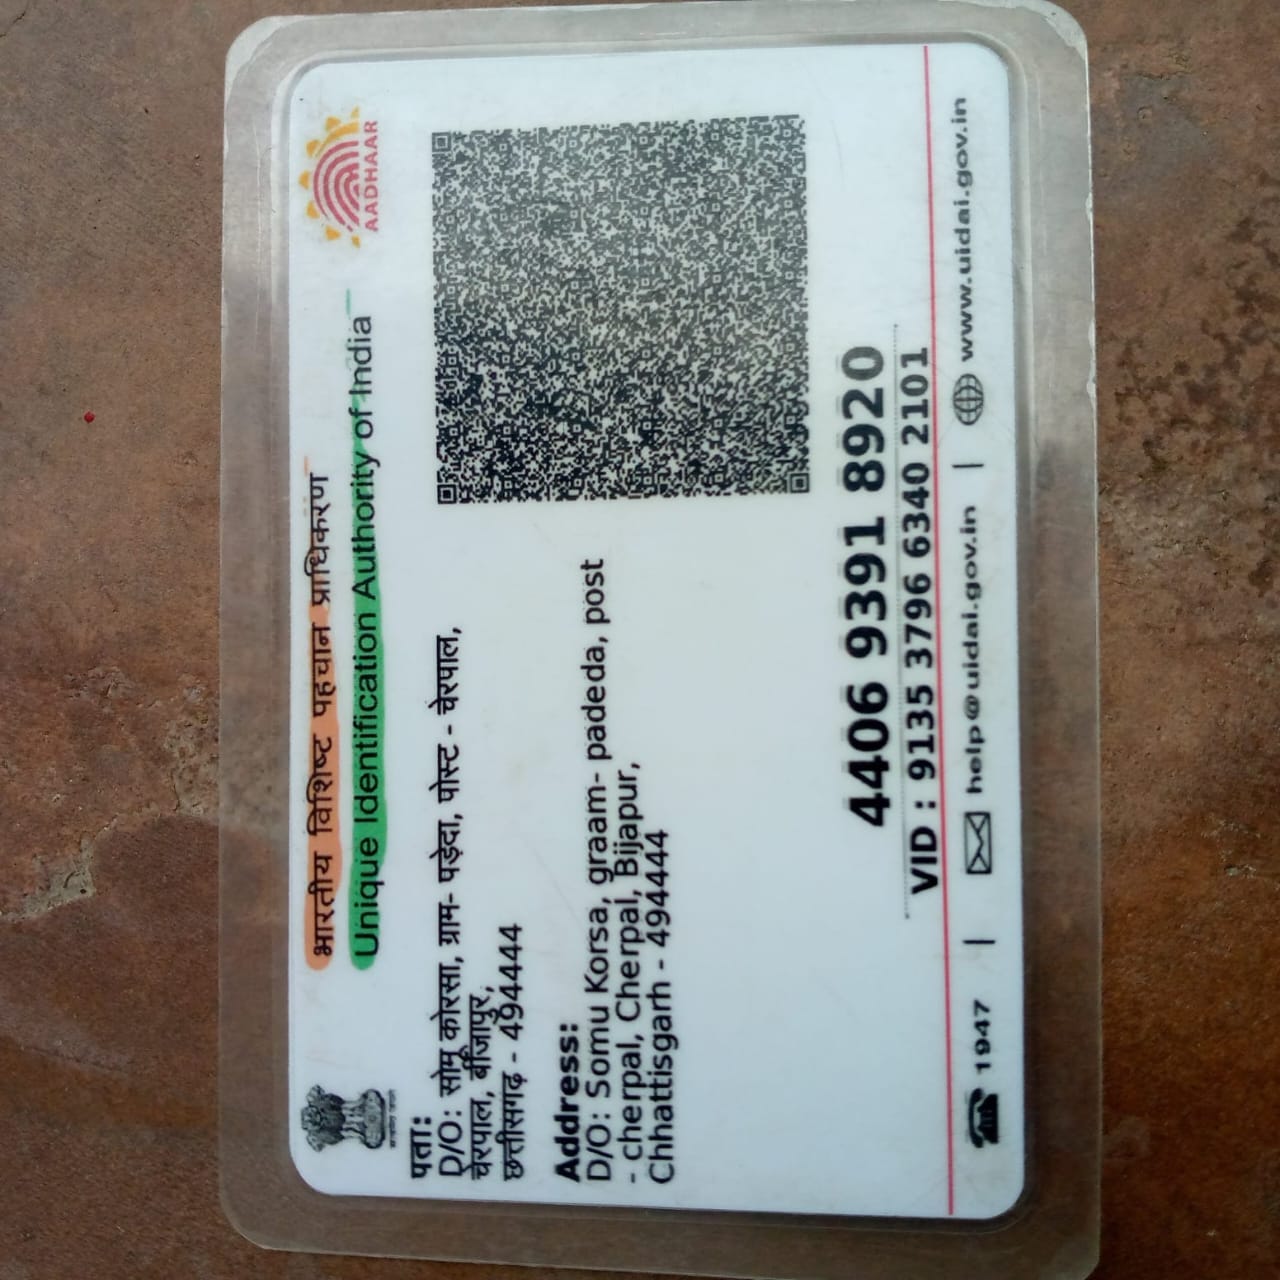 भारतीय विशिष्ट पहचान प्राधिकरण
Unique Identification Authority of India
AADHAAR
पता:
D/O: सोमू कोरसा, ग्राम- पड़ेदा, पोस्ट - चेरपाल,
चेरपाल, बीजापुर,
छत्तीसगढ़ - 494444
Address:
D/O: Somu Korsa, graam- padeda, post
- cherpal, Cherpal, Bijapur,
Chhattisgarh - 494444
4406 9391 8920
VID : 9135 3796 6340 2101
1947 | help@uidai.gov.in | www.uidai.gov.in